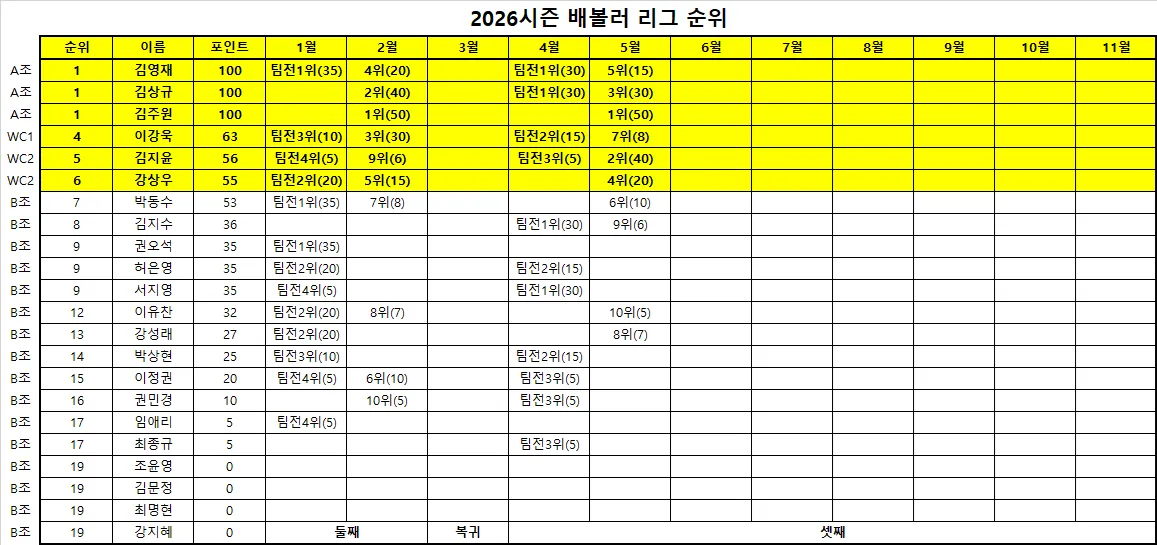 2026시즌 배볼러 리그 순위
순위 이름 포인트 1월 2월 3월 4월 5월 6월 7월 8월 9월 10월 11월
A조 1 김영재 100 팀전1위(35) 4위(20) 팀전1위(30) 5위(15)
A조 1 김상규 100 2위(40) 팀전1위(30) 3위(30)
A조 1 김주원 100 1위(50) 1위(50)
WC1 4 이강욱 63 팀전3위(10) 3위(30) 팀전2위(15) 7위(8)
WC2 5 김지윤 56 팀전4위(5) 9위(6) 팀전3위(5) 2위(40)
WC2 6 강상우 55 팀전2위(20) 5위(15) 4위(20)
B조 7 박동수 53 팀전1위(35) 7위(8) 6위(10)
B조 8 김지수 36 팀전1위(30) 9위(6)
B조 9 권오석 35 팀전1위(35)
B조 9 허은영 35 팀전2위(20) 팀전2위(15)
B조 9 서지영 35 팀전4위(5) 팀전1위(30)
B조 12 이유찬 32 팀전2위(20) 8위(7) 10위(5)
B조 13 강성래 27 팀전2위(20) 8위(7)
B조 14 박상현 25 팀전3위(10) 팀전2위(15)
B조 15 이정권 20 팀전4위(5) 6위(10) 팀전3위(5)
B조 16 권민경 10 10위(5) 팀전3위(5)
B조 17 임애리 5 팀전4위(5)
B조 17 최종규 5 팀전3위(5)
B조 19 조윤영 0
B조 19 김문정 0
B조 19 최명현 0
B조 19 강지혜 0 둘째 복귀 셋째